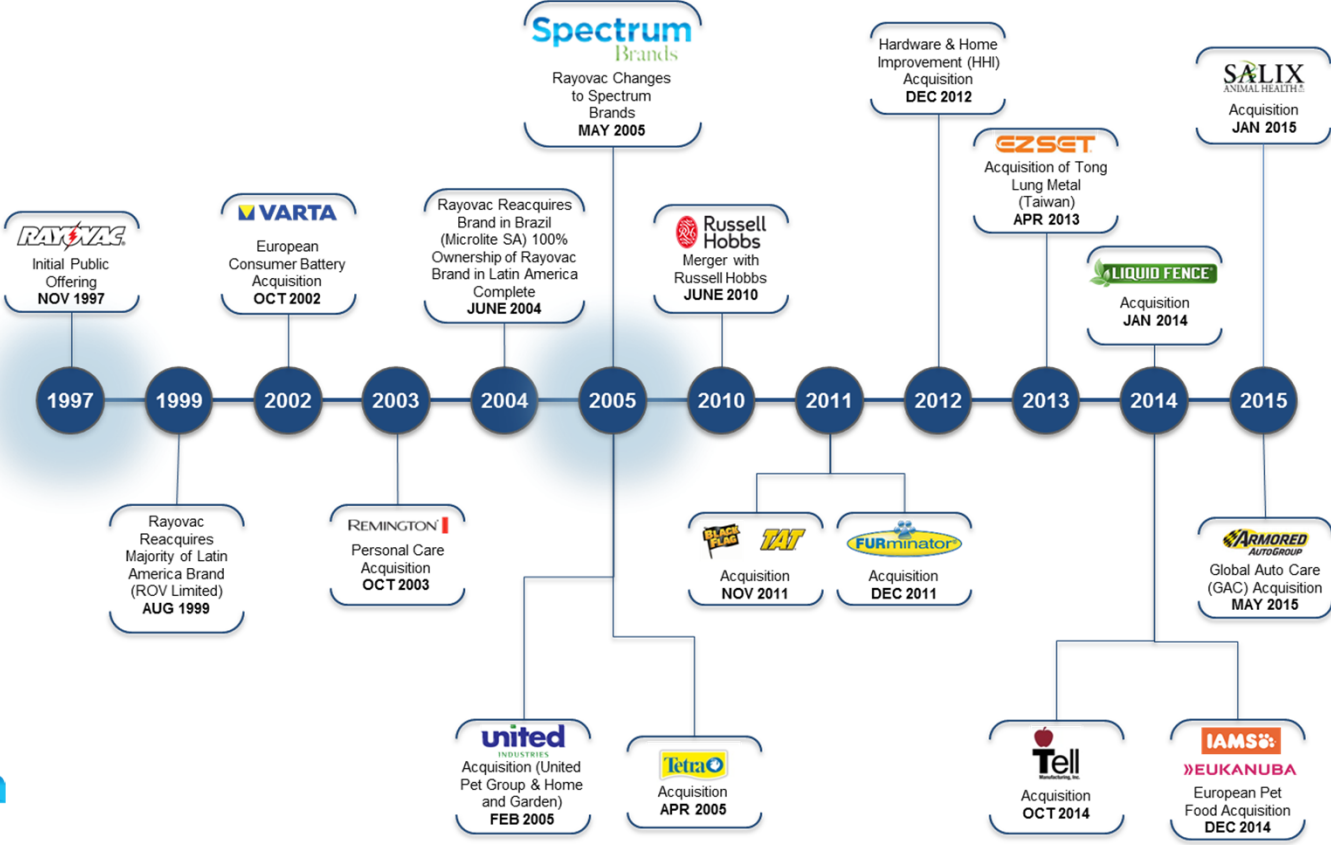 Spectrum
Brands
Rayovac Changes
to Spectrum
Brands
MAY 2005
Hardware & Home
Improvement (HHI)
Acquisition
DEC 2012
SALIX
ANIMAL HEALTH
Acquisition
JAN 2015
EZSET
Acquisition of Tong
Lung Metal
(Taiwan)
APR 2013
RAYOVAC
Initial Public
Offering
NOV 1997
VARTA
European
Consumer Battery
Acquisition
OCT 2002
Rayovac Reacquires
Brand in Brazil
(Microlite SA) 100%
Ownership of Rayovac
Brand in Latin America
Complete
JUNE 2004
Russell
Hobbs
Merger with
Russell Hobbs
JUNE 2010
LIQUID FENCE
Acquisition
JAN 2014
1997
1999
2002
2003
2004
2005
2010
2011
2012
2013
2014
2015
Rayovac
Reacquires
Majority of Latin
America Brand
(ROV Limited)
AUG 1999
REMINGTON
Personal Care
Acquisition
OCT 2003
BLACK
FLAG
TAT
Acquisition
NOV 2011
FURminator®
Acquisition
DEC 2011
ARMORED
AUTOGROUP
Global Auto Care
(GAC) Acquisition
MAY 2015
united
INDUSTRIES
Acquisition (United
Pet Group & Home
and Garden)
FEB 2005
Tetra
Acquisition
APR 2005
Tell
Manufacturing, Inc.
Acquisition
OCT 2014
IAMS
»EUKANUBA
European Pet
Food Acquisition
DEC 2014